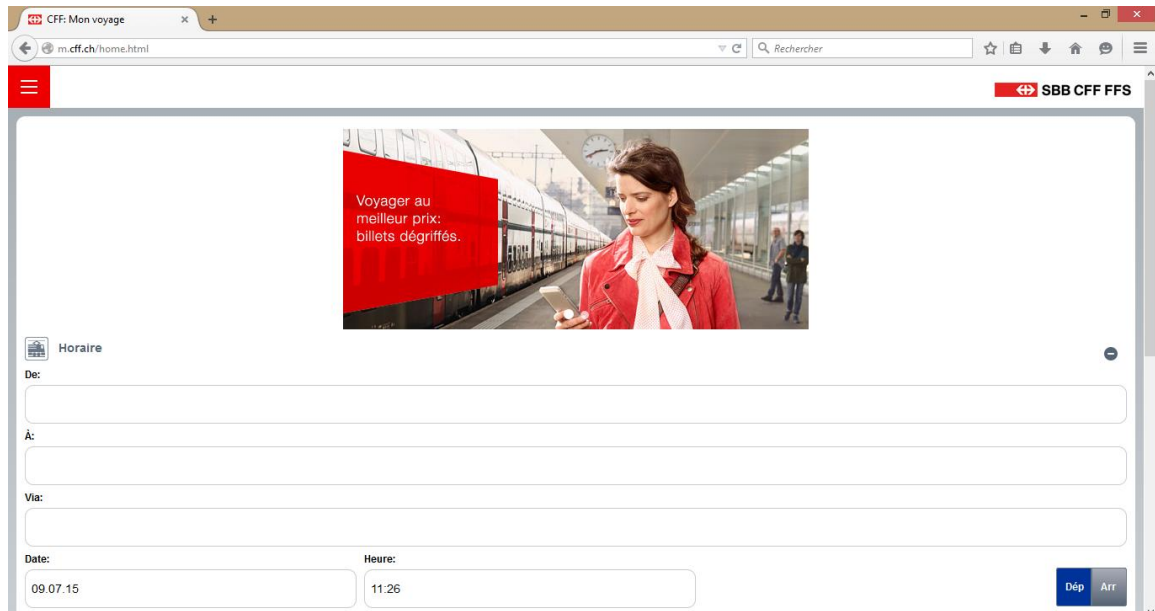 CFF: Mon voyage
m.cff.ch/home.html
Rechercher
SBB CFF FFS
Voyager au
meilleur prix:
billets dégriffés.
Horaire
De:
À:
Via:
Date:
Heure:
09.07.15
11:26
Dép
Arr